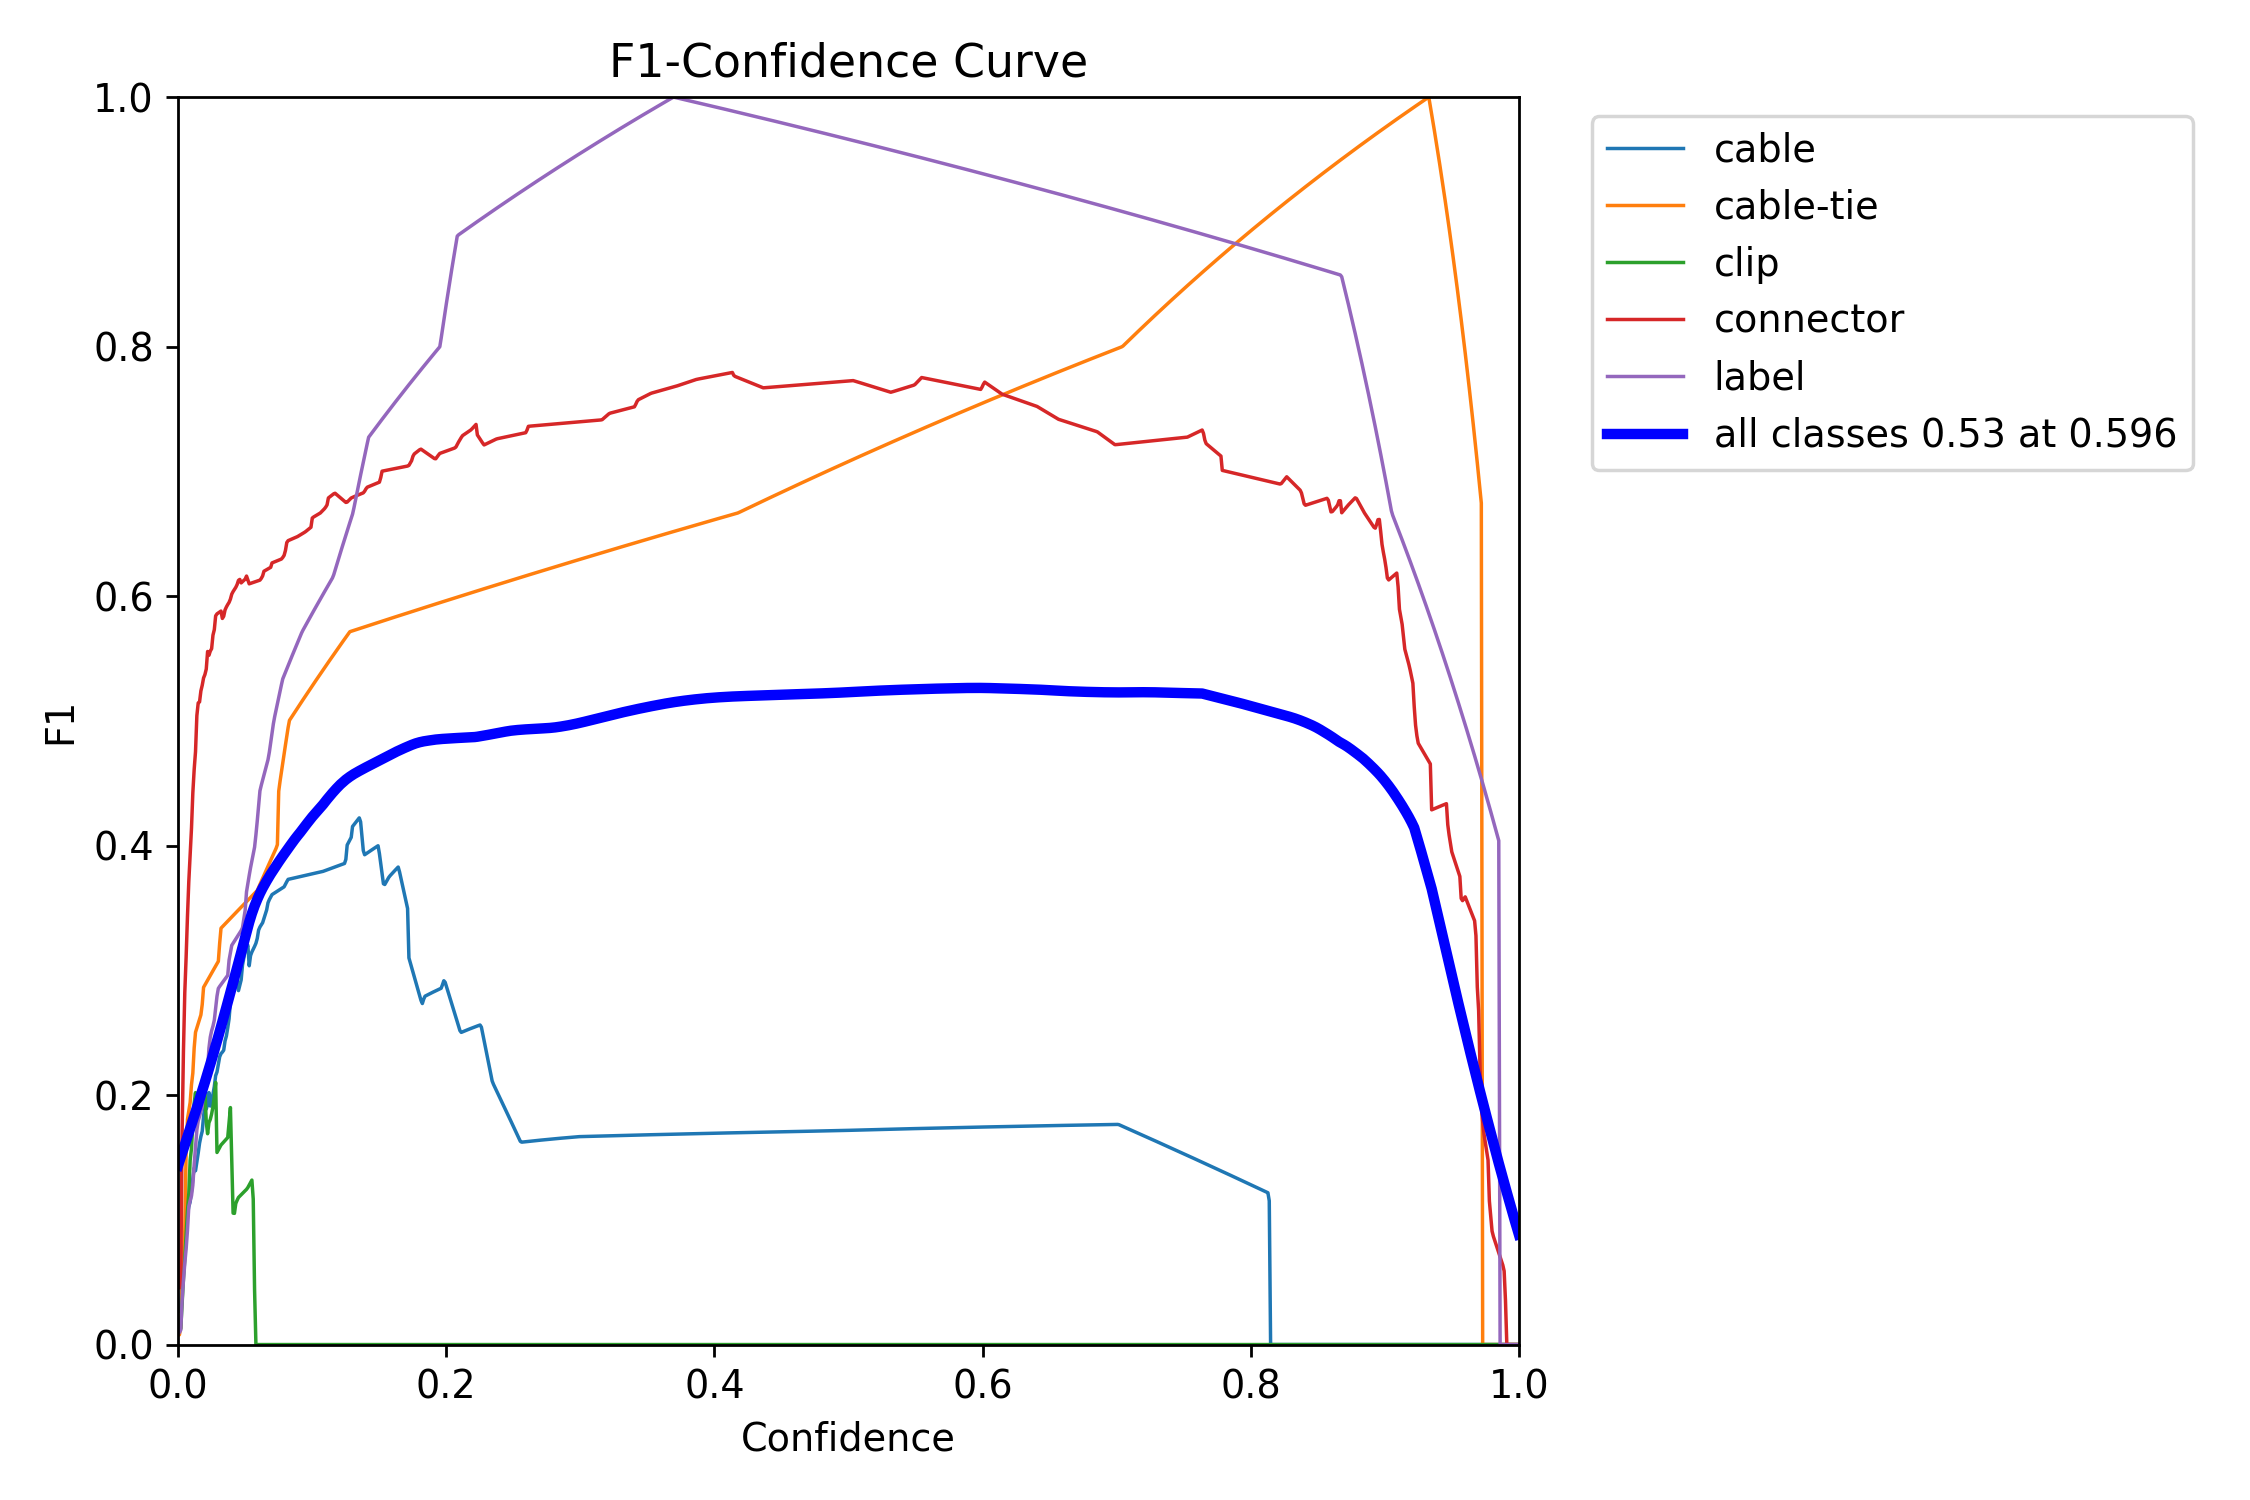 F1-Confidence Curve
1.0
0.8
0.6
0.4
0.2
0.0
F1
0.0 0.2 0.4 0.6 0.8 1.0
Confidence
cable
cable-tie
clip
connector
label
all classes 0.53 at 0.596